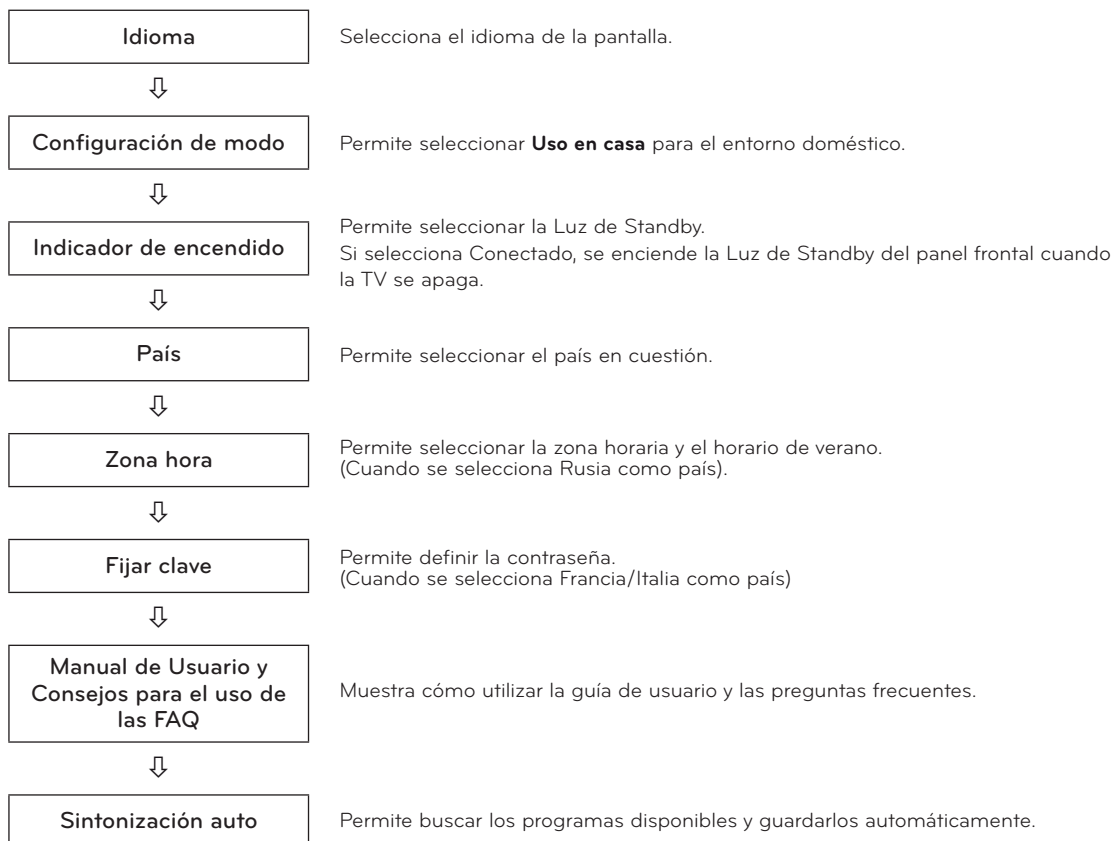 Idioma
Selecciona el idioma de la pantalla.
Configuración de modo
Permite seleccionar Uso en casa para el entorno doméstico.
Indicador de encendido
Permite seleccionar la Luz de Standby.
Si selecciona Conectado, se enciende la Luz de Standby del panel frontal cuando
la TV se apaga.
País
Permite seleccionar el país en cuestión.
Zona hora
Permite seleccionar la zona horaria y el horario de verano.
(Cuando se selecciona Rusia como país).
Fijar clave
Permite definir la contraseña.
(Cuando se selecciona Francia/Italia como país)
Manual de Usuario y
Consejos para el uso de
las FAQ
Muestra cómo utilizar la guía de usuario y las preguntas frecuentes.
Sintonización auto
Permite buscar los programas disponibles y guardarlos automáticamente.